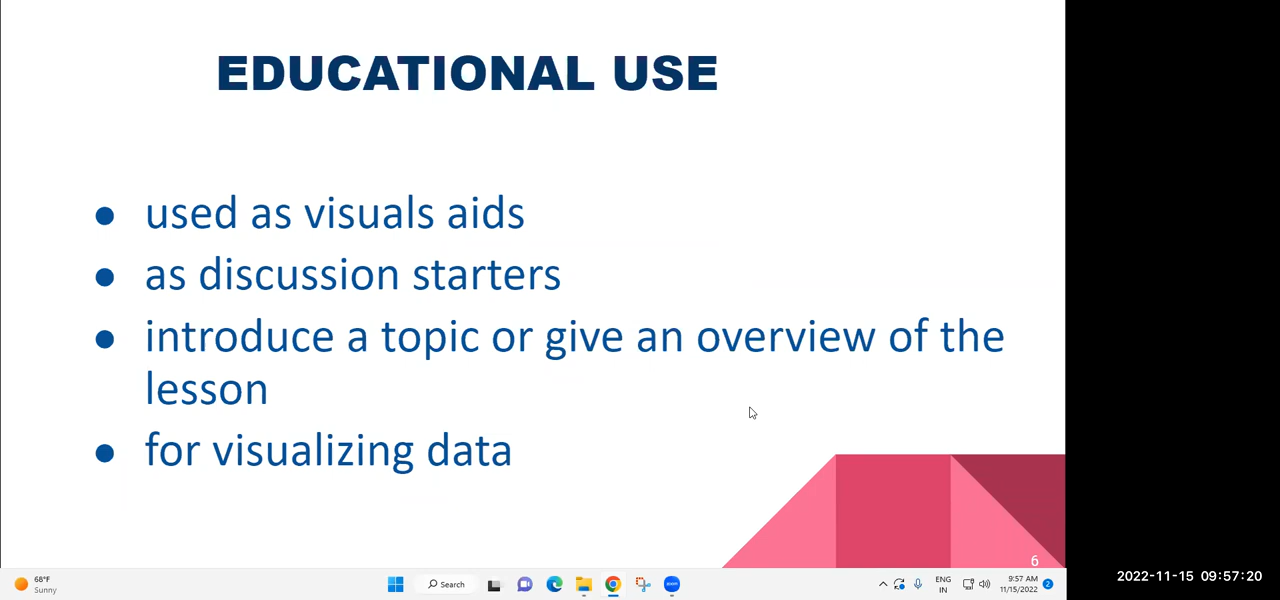 EDUCATIONAL USE
● used as visuals aids
● as discussion starters
● introduce a topic or give an overview of the
lesson
● for visualizing data
6
68°F
Sunny
Search
zoom
ENG
IN
9:57 AM
11/15/2022
2
2022-11-15 09:57:20